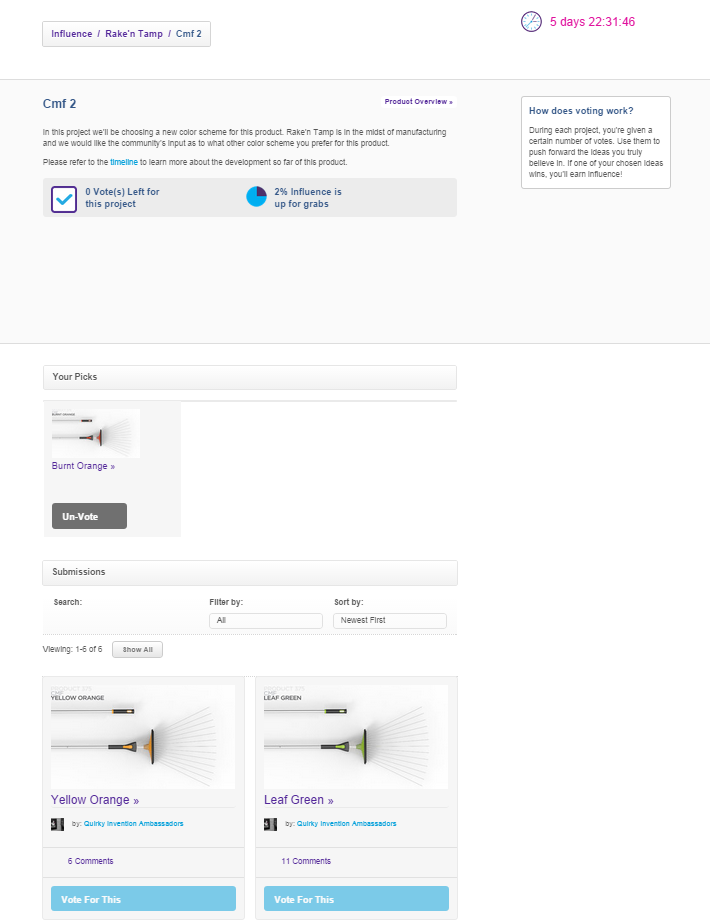 Influence / Rake'n Tamp / Cmf 2
5 days 22:31:46
Cmf 2
Product Overview »
In this project we'll be choosing a new color scheme for this product. Rake'n Tamp is in the midst of manufacturing
and we would like the community's input as to what other color scheme you prefer for this product.
Please refer to the timeline to learn more about the development so far of this product.
0 Vote(s) Left for
this project
2% Influence is
up for grabs
How does voting work?
During each project, you're given a
certain number of votes. Use them to
push forward the ideas you truly
believe in. If one of your chosen ideas
wins, you'll earn influence!
Your Picks
BURNT ORANGE
Burnt Orange »
Un-Vote
Submissions
Search:
Filter by:
Sort by:
All
Newest First
Viewing: 1-6 of 6
Show All
YELLOW ORANGE
Yellow Orange »
by: Quirky Invention Ambassadors
6 Comments
Vote For This
LEAF GREEN
Leaf Green »
by: Quirky Invention Ambassadors
11 Comments
Vote For This